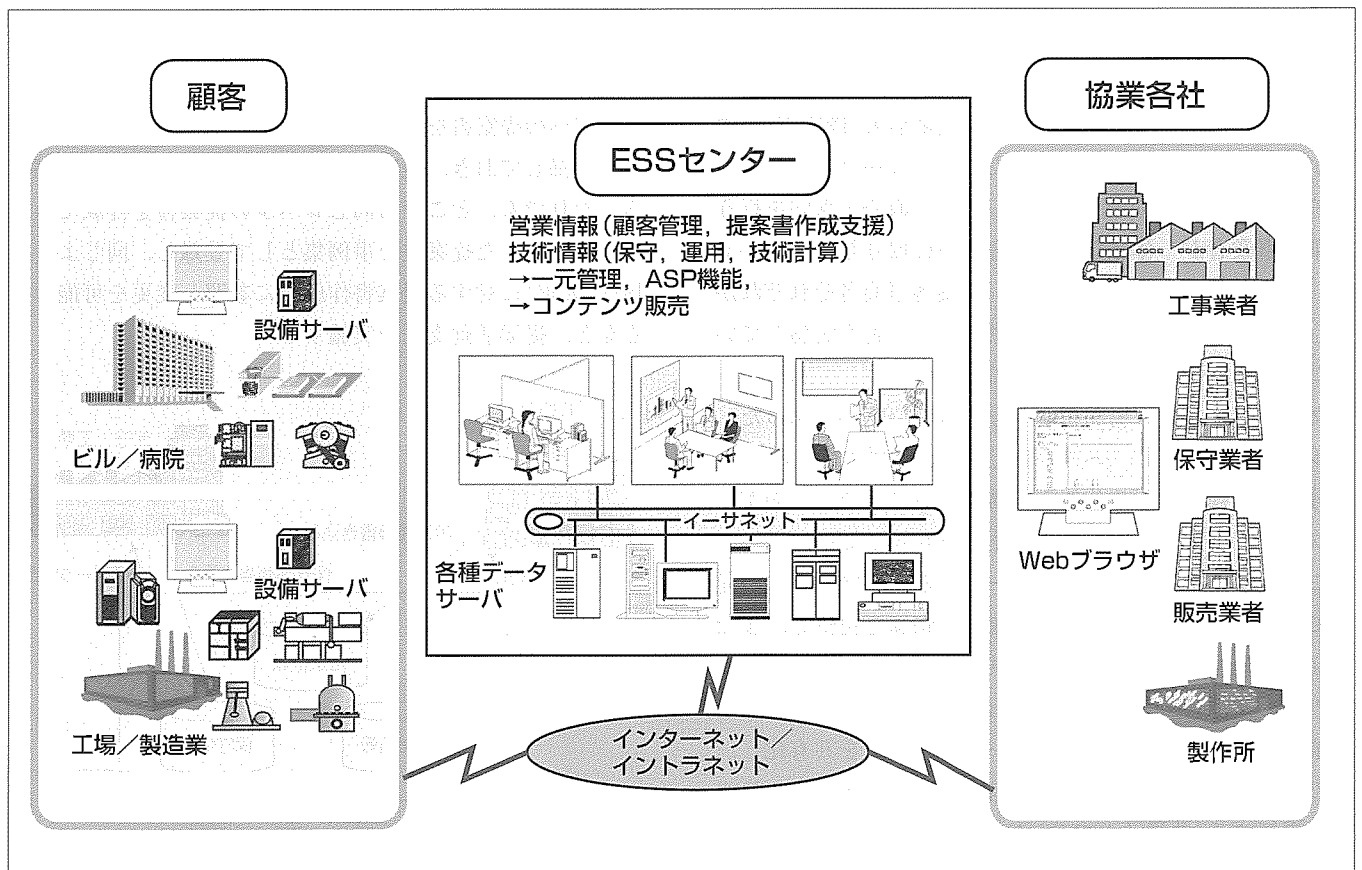 顧客
設備サーバ
ビル／病院
設備サーバ
工場／製造業
ESSセンター
営業情報(顧客管理，提案書作成支援)
技術情報(保守，運用，技術計算)
→一元管理，ASP機能，
→コンテンツ販売
イーサネット
各種データ
サーバ
インターネット／
イントラネット
協業各社
工事業者
保守業者
Webブラウザ
販売業者
製作所